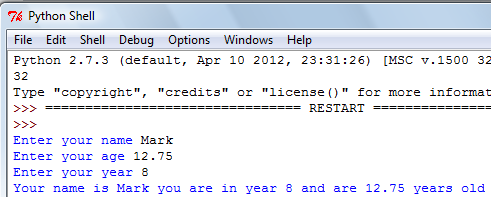 Python Shell
File Edit Shell Debug Options Windows Help
Python 2.7.3 (default, Apr 10 2012, 23:31:26) [MSC v.1500 32
32
Type "copyright", "credits" or "license()" for more informat
>>> ================================ RESTART ================
>>>
Enter your name Mark
Enter your age 12.75
Enter your year 8
Your name is Mark you are in year 8 and are 12.75 years old